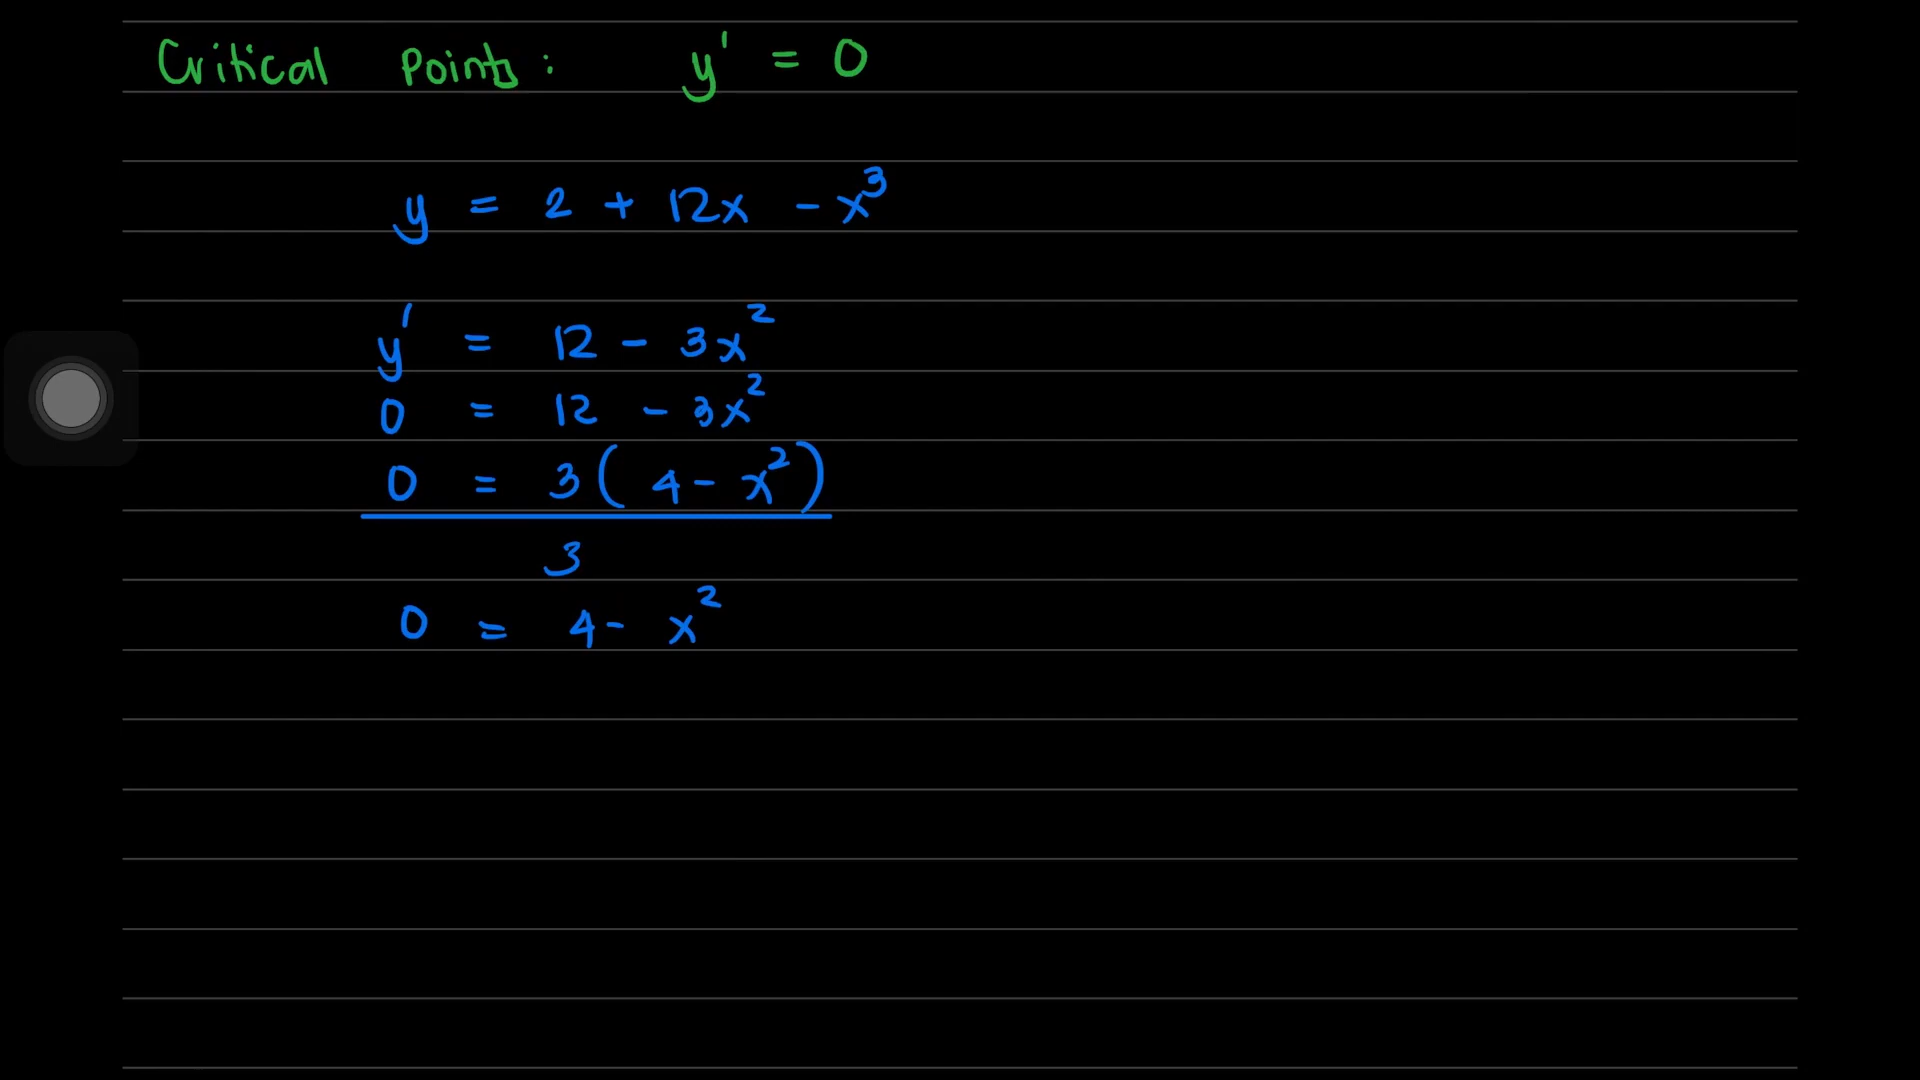 Critical Points: y' = 0
y = 2 + 12x - x³
y' = 12 - 3x²
0 = 12 - 3x²
0 = 3(4 - x²)
3
0 = 4 - x²